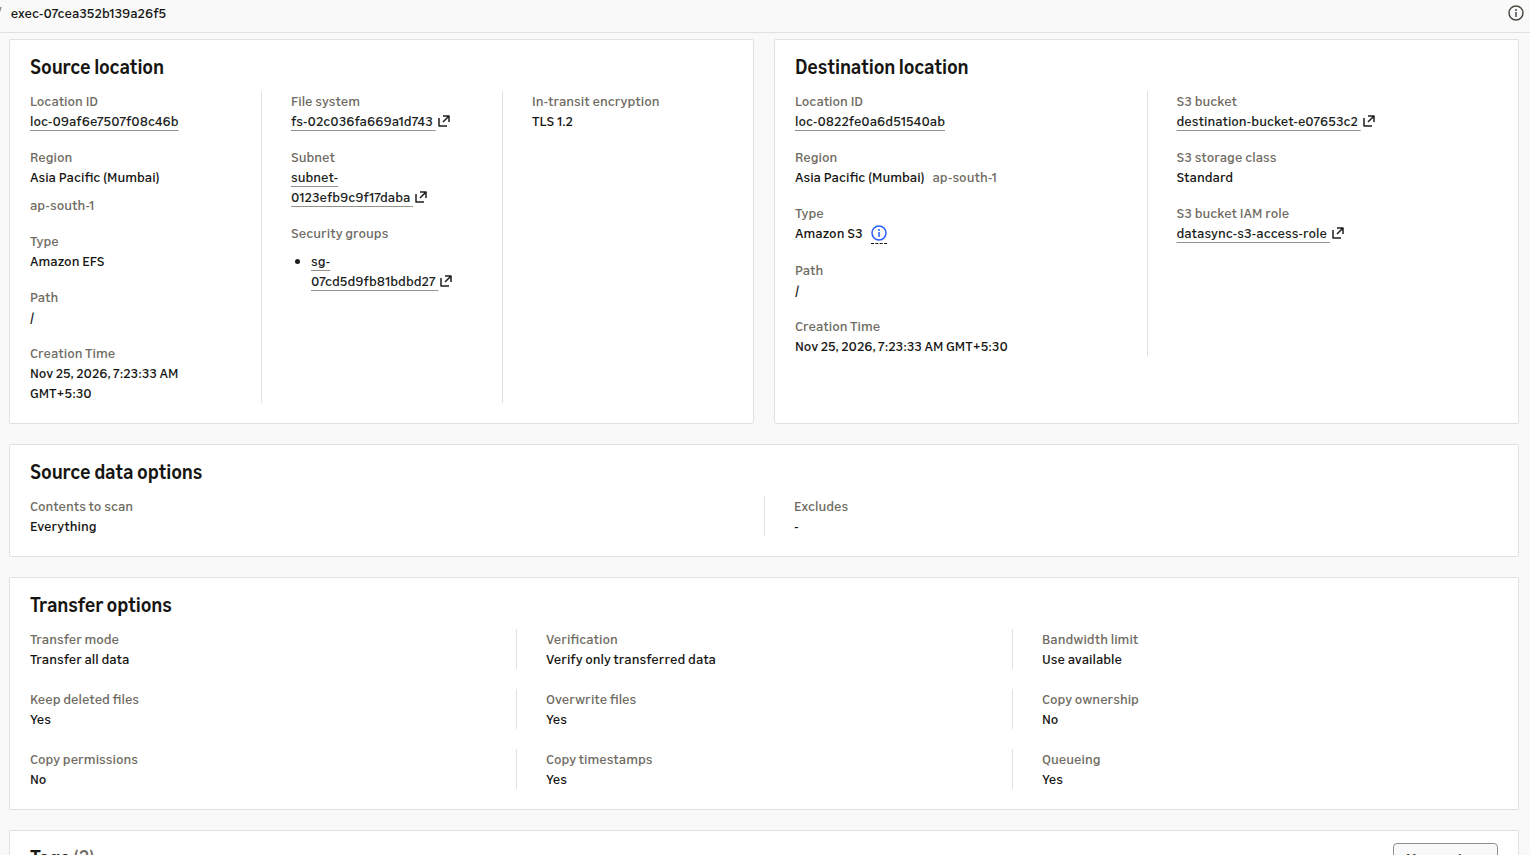 exec-07cea352b139a26f5
Source location
Location ID
loc-09af6e7507f08c46b
Region
Asia Pacific (Mumbai)
ap-south-1
Type
Amazon EFS
Path
/
Creation Time
Nov 25, 2026, 7:23:33 AM
GMT+5:30
File system
fs-02c036fa669a1d743
Subnet
subnet-
0123efb9c9f17daba
Security groups
• sg-
07cd5d9fb81bdbd27
In-transit encryption
TLS 1.2
Destination location
Location ID
loc-0822fe0a6d51540ab
Region
Asia Pacific (Mumbai) ap-south-1
Type
Amazon S3
Path
/
Creation Time
Nov 25, 2026, 7:23:33 AM GMT+5:30
S3 bucket
destination-bucket-e07653c2
S3 storage class
Standard
S3 bucket IAM role
datasync-s3-access-role
Source data options
Contents to scan
Everything
Excludes
-
Transfer options
Transfer mode
Transfer all data
Verification
Verify only transferred data
Bandwidth limit
Use available
Keep deleted files
Yes
Overwrite files
Yes
Copy ownership
No
Copy permissions
No
Copy timestamps
Yes
Queueing
Yes